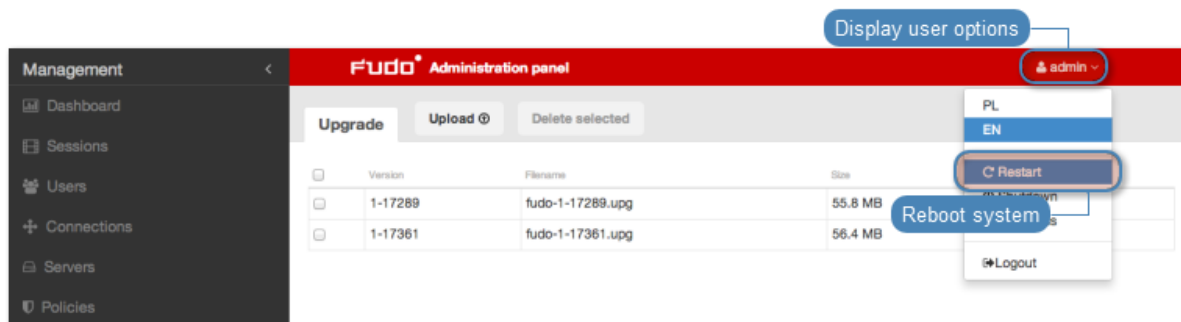 Display user options
Management
FUDO Administration panel
admin
Dashboard
Sessions
Users
Connections
Servers
Policies
Upgrade
Upload
Delete selected
Version Filename Size
1-17289 fudo-1-17289.upg 55.8 MB
1-17361 fudo-1-17361.upg 56.4 MB
PL
EN
Restart
Reboot system
Logout